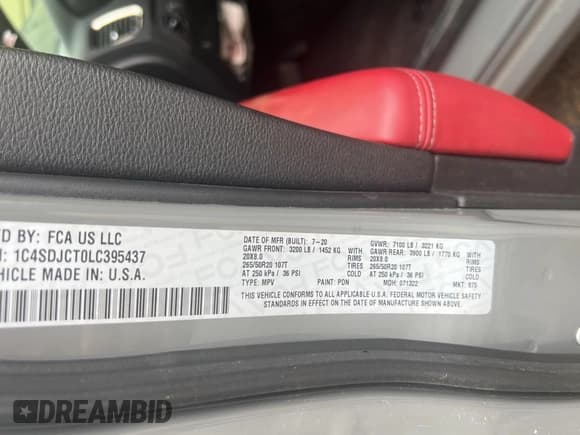 MFD BY: FCA US LLC
: 1C4SDJCT0LC395437
VEHICLE MADE IN: U.S.A.
DATE OF MFR (BUILT): 7-20
GAWR FRONT: 3200 LB / 1452 KG WITH
20X8.0 RIMS
265/50R20 107T
AT 250 kPa / 36 PSI COLD
TYPE: MPV PAINT: PDN
GVWR: 7100 LB / 3221 KG
GAWR REAR: 3900 LB / 1770 KG WITH
20X8.0 RIMS
265/50R20 107T
AT 250 kPa / 36 PSI COLD
MDH: 071322 MKT: 875
THIS VEHICLE CONFORMS TO ALL APPLICABLE U.S.A. FEDERAL MOTOR VEHICLE SAFETY
STANDARDS IN EFFECT ON THE DATE OF MANUFACTURE SHOWN ABOVE.
DREAMBID